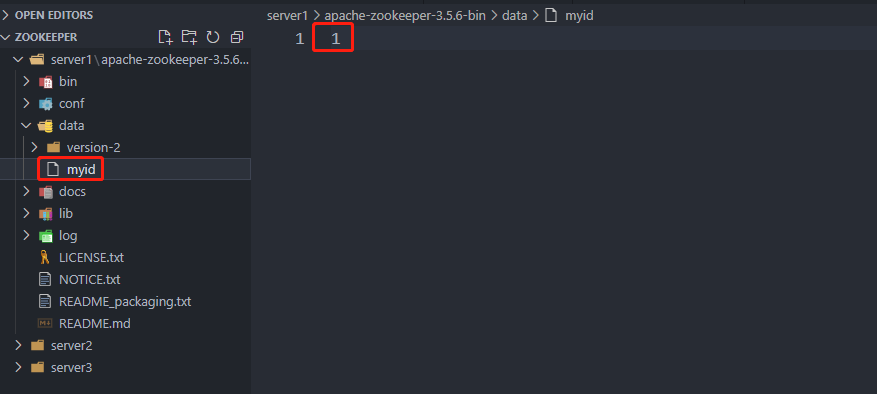 OPEN EDITORS
ZOOKEEPER
server1\apache-zookeeper-3.5.6...
bin
conf
data
version-2
myid
docs
lib
log
LICENSE.txt
NOTICE.txt
README_packaging.txt
README.md
server2
server3
server1 > apache-zookeeper-3.5.6-bin > data > myid
1 1